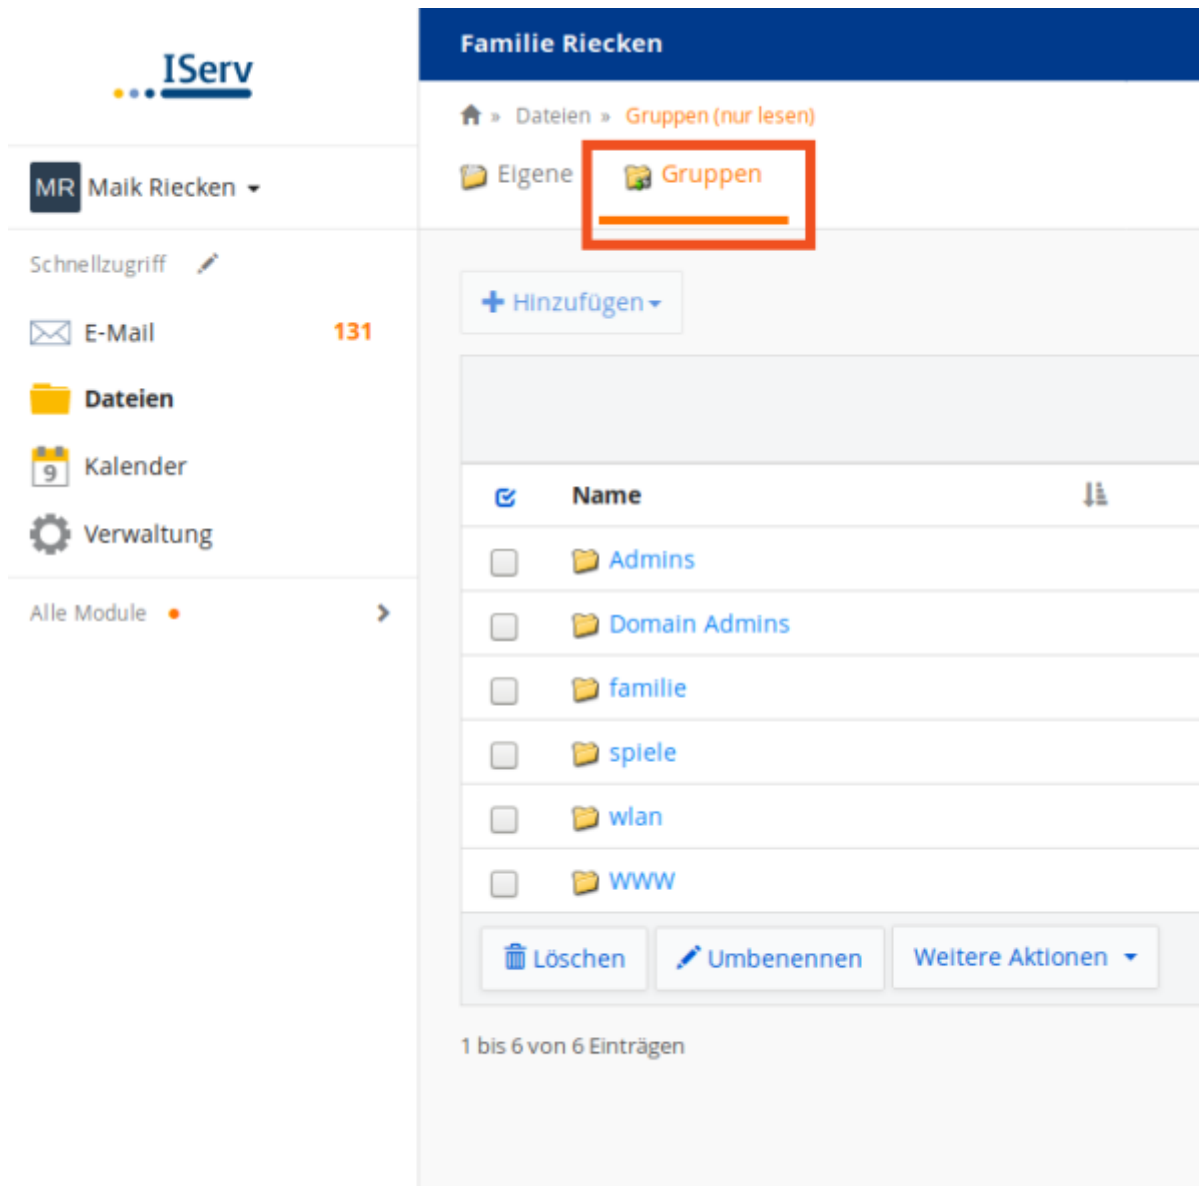 IServ
Familie Riecken
» Dateien » Gruppen (nur lesen)
Eigene Gruppen
MR Maik Riecken
Schnellzugriff
E-Mail 131
Dateien
9 Kalender
Verwaltung
Alle Module
Hinzufügen
Name
Admins
Domain Admins
familie
spiele
wlan
WWW
Löschen Umbenennen Weitere Aktionen
1 bis 6 von 6 Einträgen